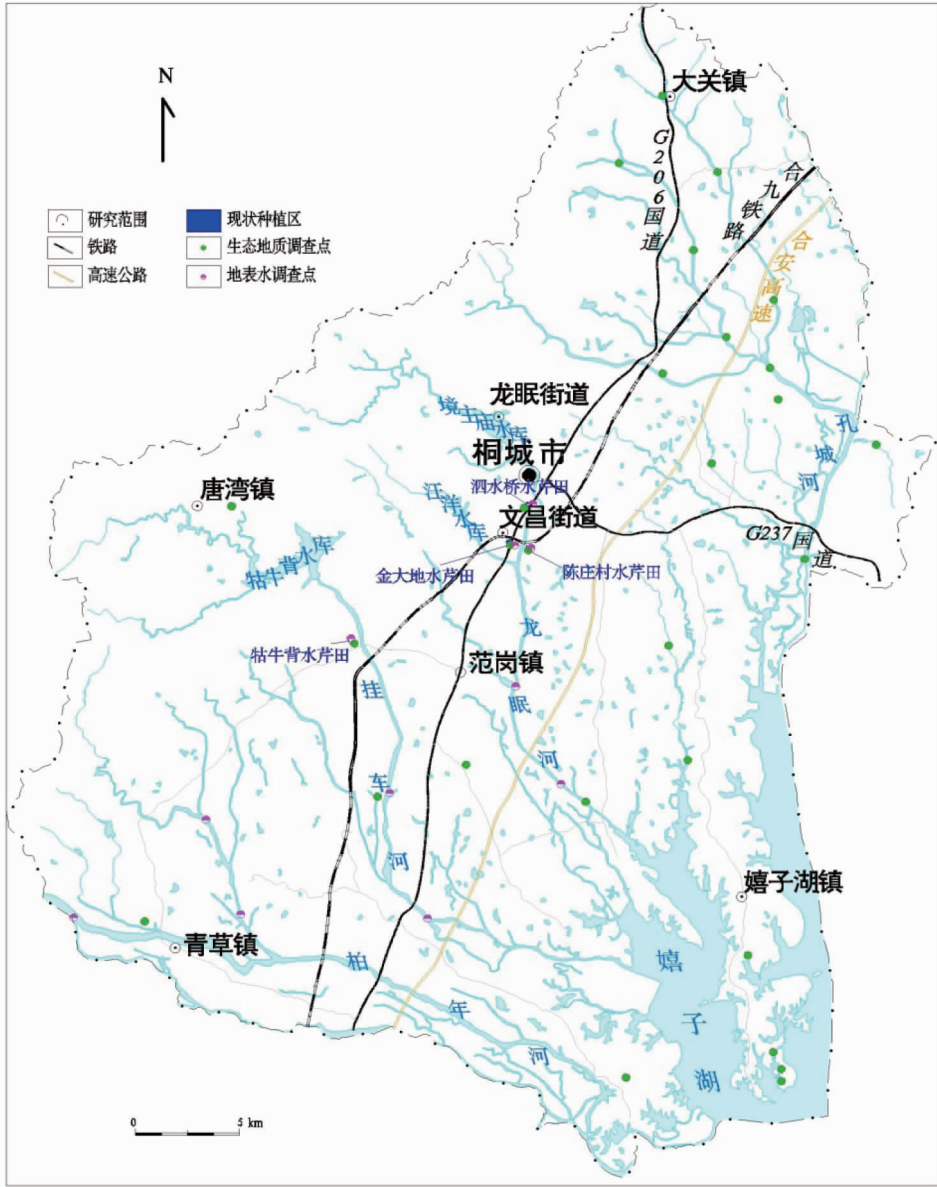 N
研究范围
铁路
高速公路
现状种植区
生态地质调查点
地表水调查点
大关镇
G206国道
合九铁路
合安高速
龙眠街道
境主庙水库
桐城市
泗水桥水芹田
孔城河
汪洋水库
文昌街道
唐湾镇
牯牛背水库
金大地水芹田
陈庄村水芹田
G237国道
牯牛背水芹田
龙眠河
范岗镇
挂车河
嬉子湖镇
青草镇
柏年河
嬉子湖
0 5 km